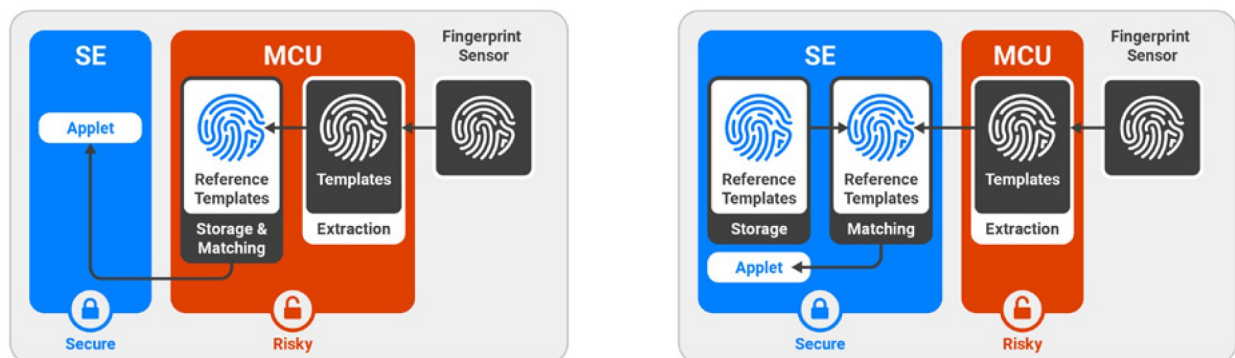 SE
MCU
Fingerprint
Sensor
Applet
Reference
Templates
Templates
Storage &
Matching
Extraction
Secure
Risky
SE
MCU
Fingerprint
Sensor
Reference
Templates
Reference
Templates
Templates
Storage
Matching
Extraction
Applet
Secure
Risky